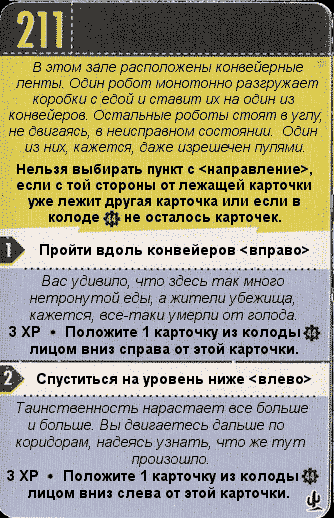 211
В этом зале расположены конвейерные
ленты. Один робот монотонно разгружает
коробки с едой и ставит их на один из
конвейеров. Остальные роботы стоят в углу,
не двигаясь, в неисправном состоянии. Один
из них, кажется, даже изрешечен пулями.
Нельзя выбирать пункт с <направление>,
если с той стороны от лежащей карточки
уже лежит другая карточка или если в
колоде 44 не осталось карточек.
1 Пройти вдоль конвейеров <вправо>
Вас удивило, что здесь так много
нетронутой еды, а жители убежища,
кажется, все-таки умерли от голода.
3 XP • Положите 1 карточку из колоды 44
лицом вниз справа от этой карточки.
2 Спуститься на уровень ниже <влево>
Таинственность нарастает все больше
и больше. Вы двигаетесь дальше по
коридорам, надеясь узнать, что же тут
произошло.
3 XP • Положите 1 карточку из колоды 44
лицом вниз слева от этой карточки.